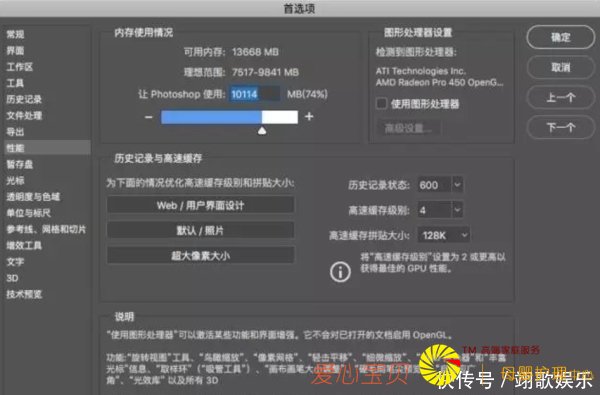 首选项
常规
界面
工作区
工具
历史记录
文件处理
导出
性能
暂存盘
光标
透明度与色域
单位与标尺
参考线、网格和切片
增效工具
文字
3D
技术预览
内存使用情况
可用内存: 13668 MB
理想范围: 7517-9841 MB
让 Photoshop 使用: 10114 MB(74%)
− +
图形处理器设置
检测到图形处理器:
ATI Technologies Inc.
AMD Radeon Pro 450 OpenG...
使用图形处理器
高级设置...
确定
取消
上一个
下一个
历史记录与高速缓存
为下面的情况优化高速缓存级别和拼贴大小:
Web / 用户界面设计
默认 / 照片
超大像素大小
历史记录状态: 600
高速缓存级别: 4
高速缓存拼贴大小: 128K
将“高速缓存级别”设置为 2 或更高以
获得最佳的 GPU 性能。
说明
“使用图形处理器”可以激活某些功能和界面增强。它不会对已打开的文档启用 OpenGL。
功能:“旋转视图”工具、“鸟瞰缩放”、“像素网格”、“轻击平移”、“细微缩放”、
光标”信息、“取样环”(“吸管工具”)、“画布画笔大小调整”、
角”、“光效库”以及所有 3D
TM 高端家庭服务
爱心宝贝
母婴护理中心
快传号 / 翊歌娱乐